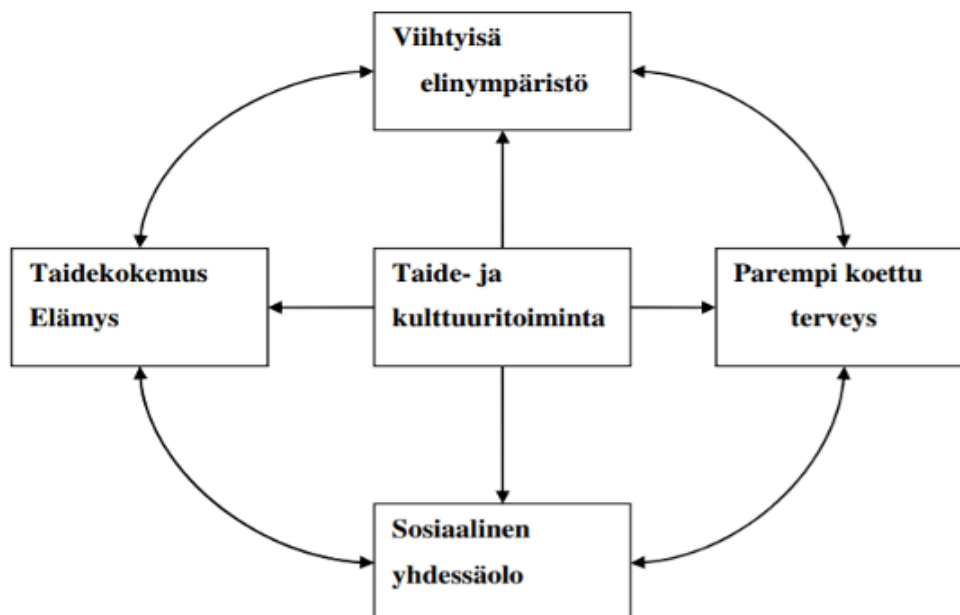 Viihtyisä
elinympäristö
Taidekokemus
Elämys
Taide- ja
kulttuuritoiminta
Parempi koettu
terveys
Sosiaalinen
yhdessäolo